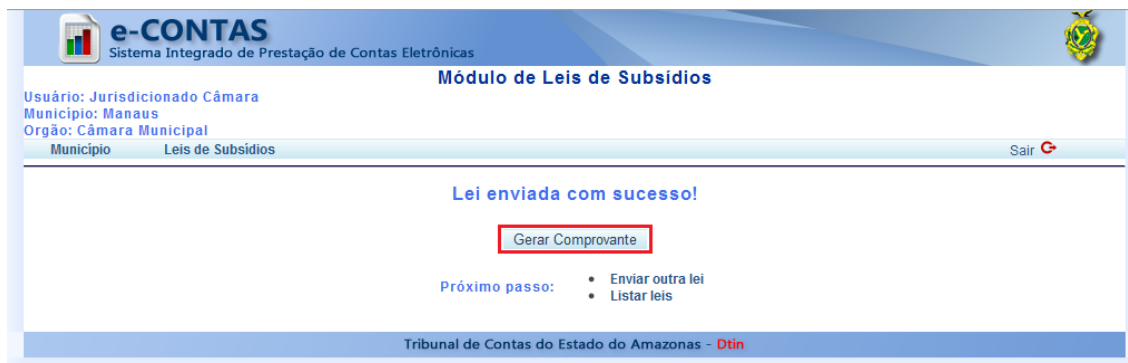 e-CONTAS
Sistema Integrado de Prestação de Contas Eletrônicas
Módulo de Leis de Subsídios
Usuário: Jurisdicionado Câmara
Município: Manaus
Orgão: Câmara Municipal
Município Leis de Subsídios Sair
Lei enviada com sucesso!
Gerar Comprovante
Próximo passo:
• Enviar outra lei
• Listar leis
Tribunal de Contas do Estado do Amazonas - Dtin